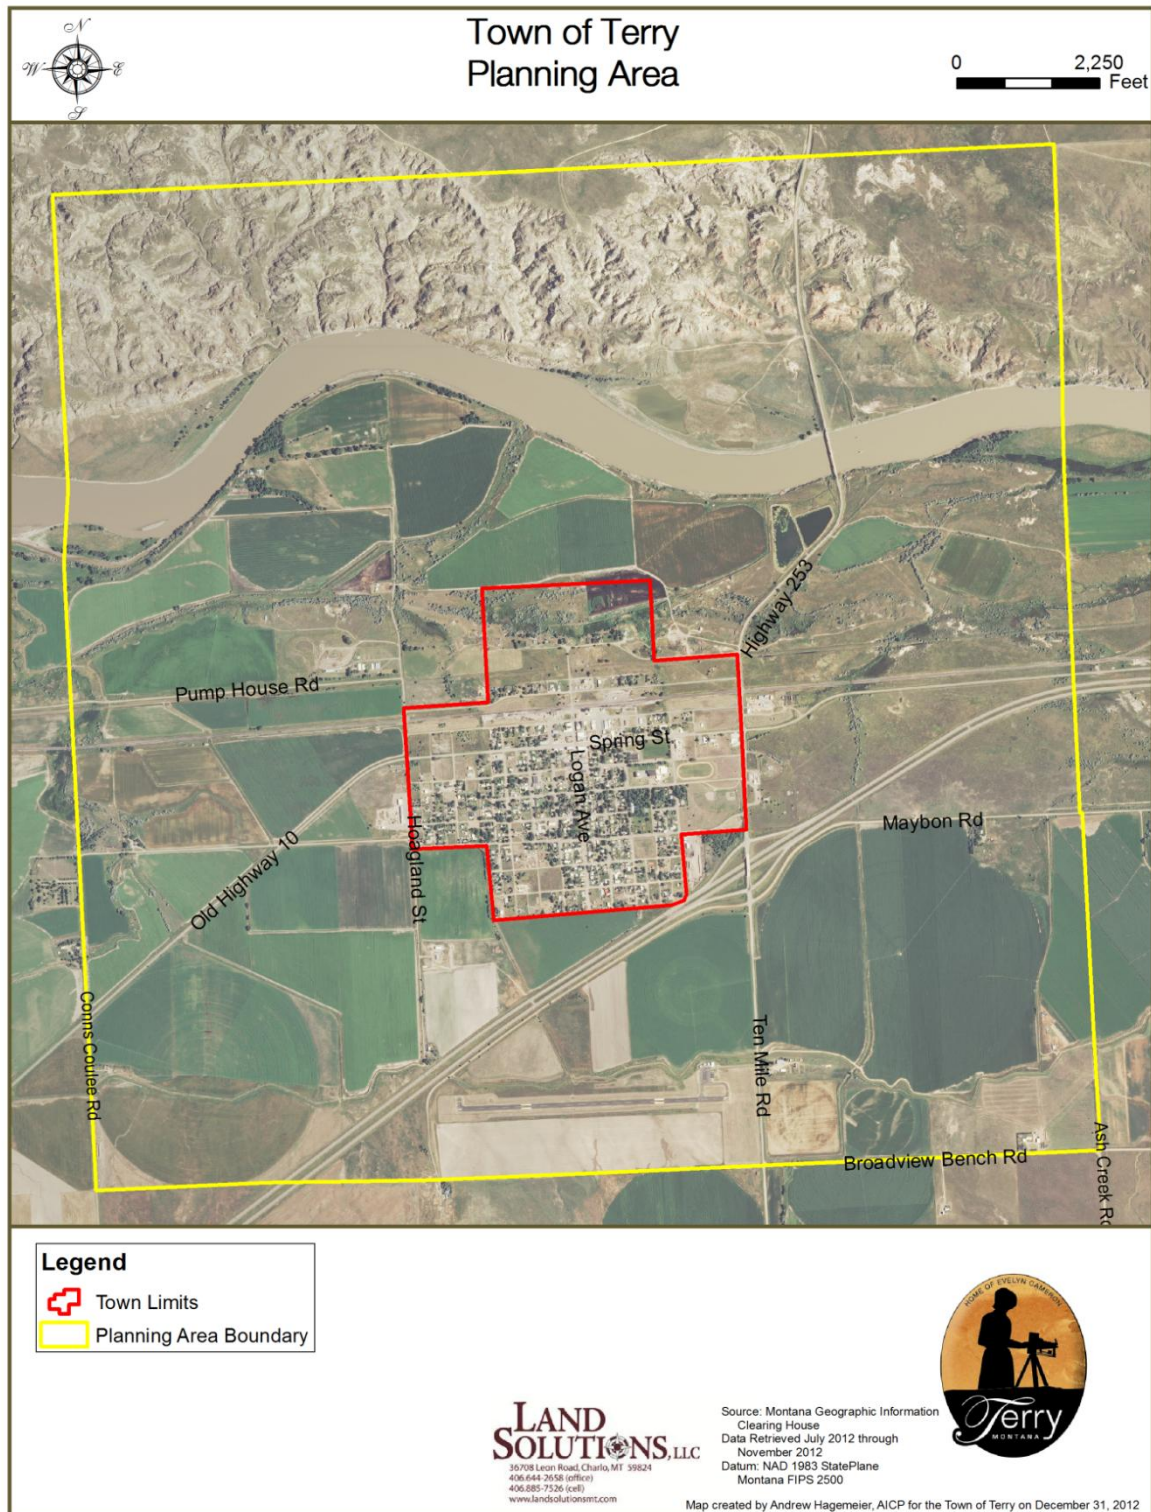 N
W
E
S
Town of Terry
Planning Area
0 2,250
Feet
Highway 253
Pump House Rd
Spring St
Logan Ave
Hoagland St
Maybon Rd
Old Highway 10
Conns Coulee Rd
Ten Mile Rd
Broadview Bench Rd
Ash Creek Rd
Legend
Town Limits
Planning Area Boundary
HOME OF EVELYN CAMERON
Terry
MONTANA
LAND
SOLUTIONS, LLC
36708 Leon Road, Charlo, MT 59824
406.644-2658 (office)
406.885-7526 (cell)
www.landsolutionsmt.com
Source: Montana Geographic Information
Clearing House
Data Retrieved July 2012 through
November 2012
Datum: NAD 1983 StatePlane
Montana FIPS 2500
Map created by Andrew Hagemeier, AICP for the Town of Terry on December 31, 2012